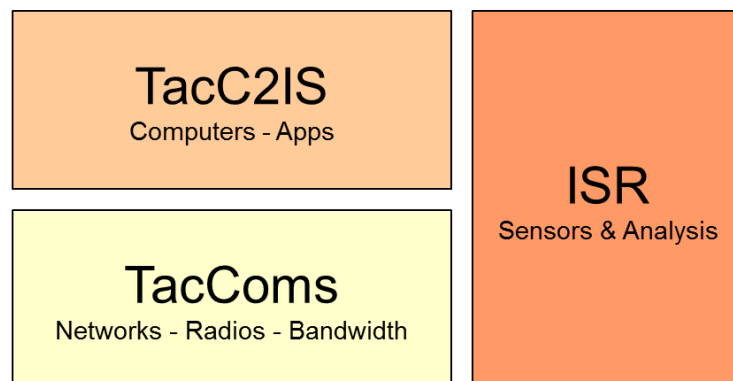 TacC2IS
Computers - Apps
TacComs
Networks - Radios - Bandwidth
ISR
Sensors & Analysis